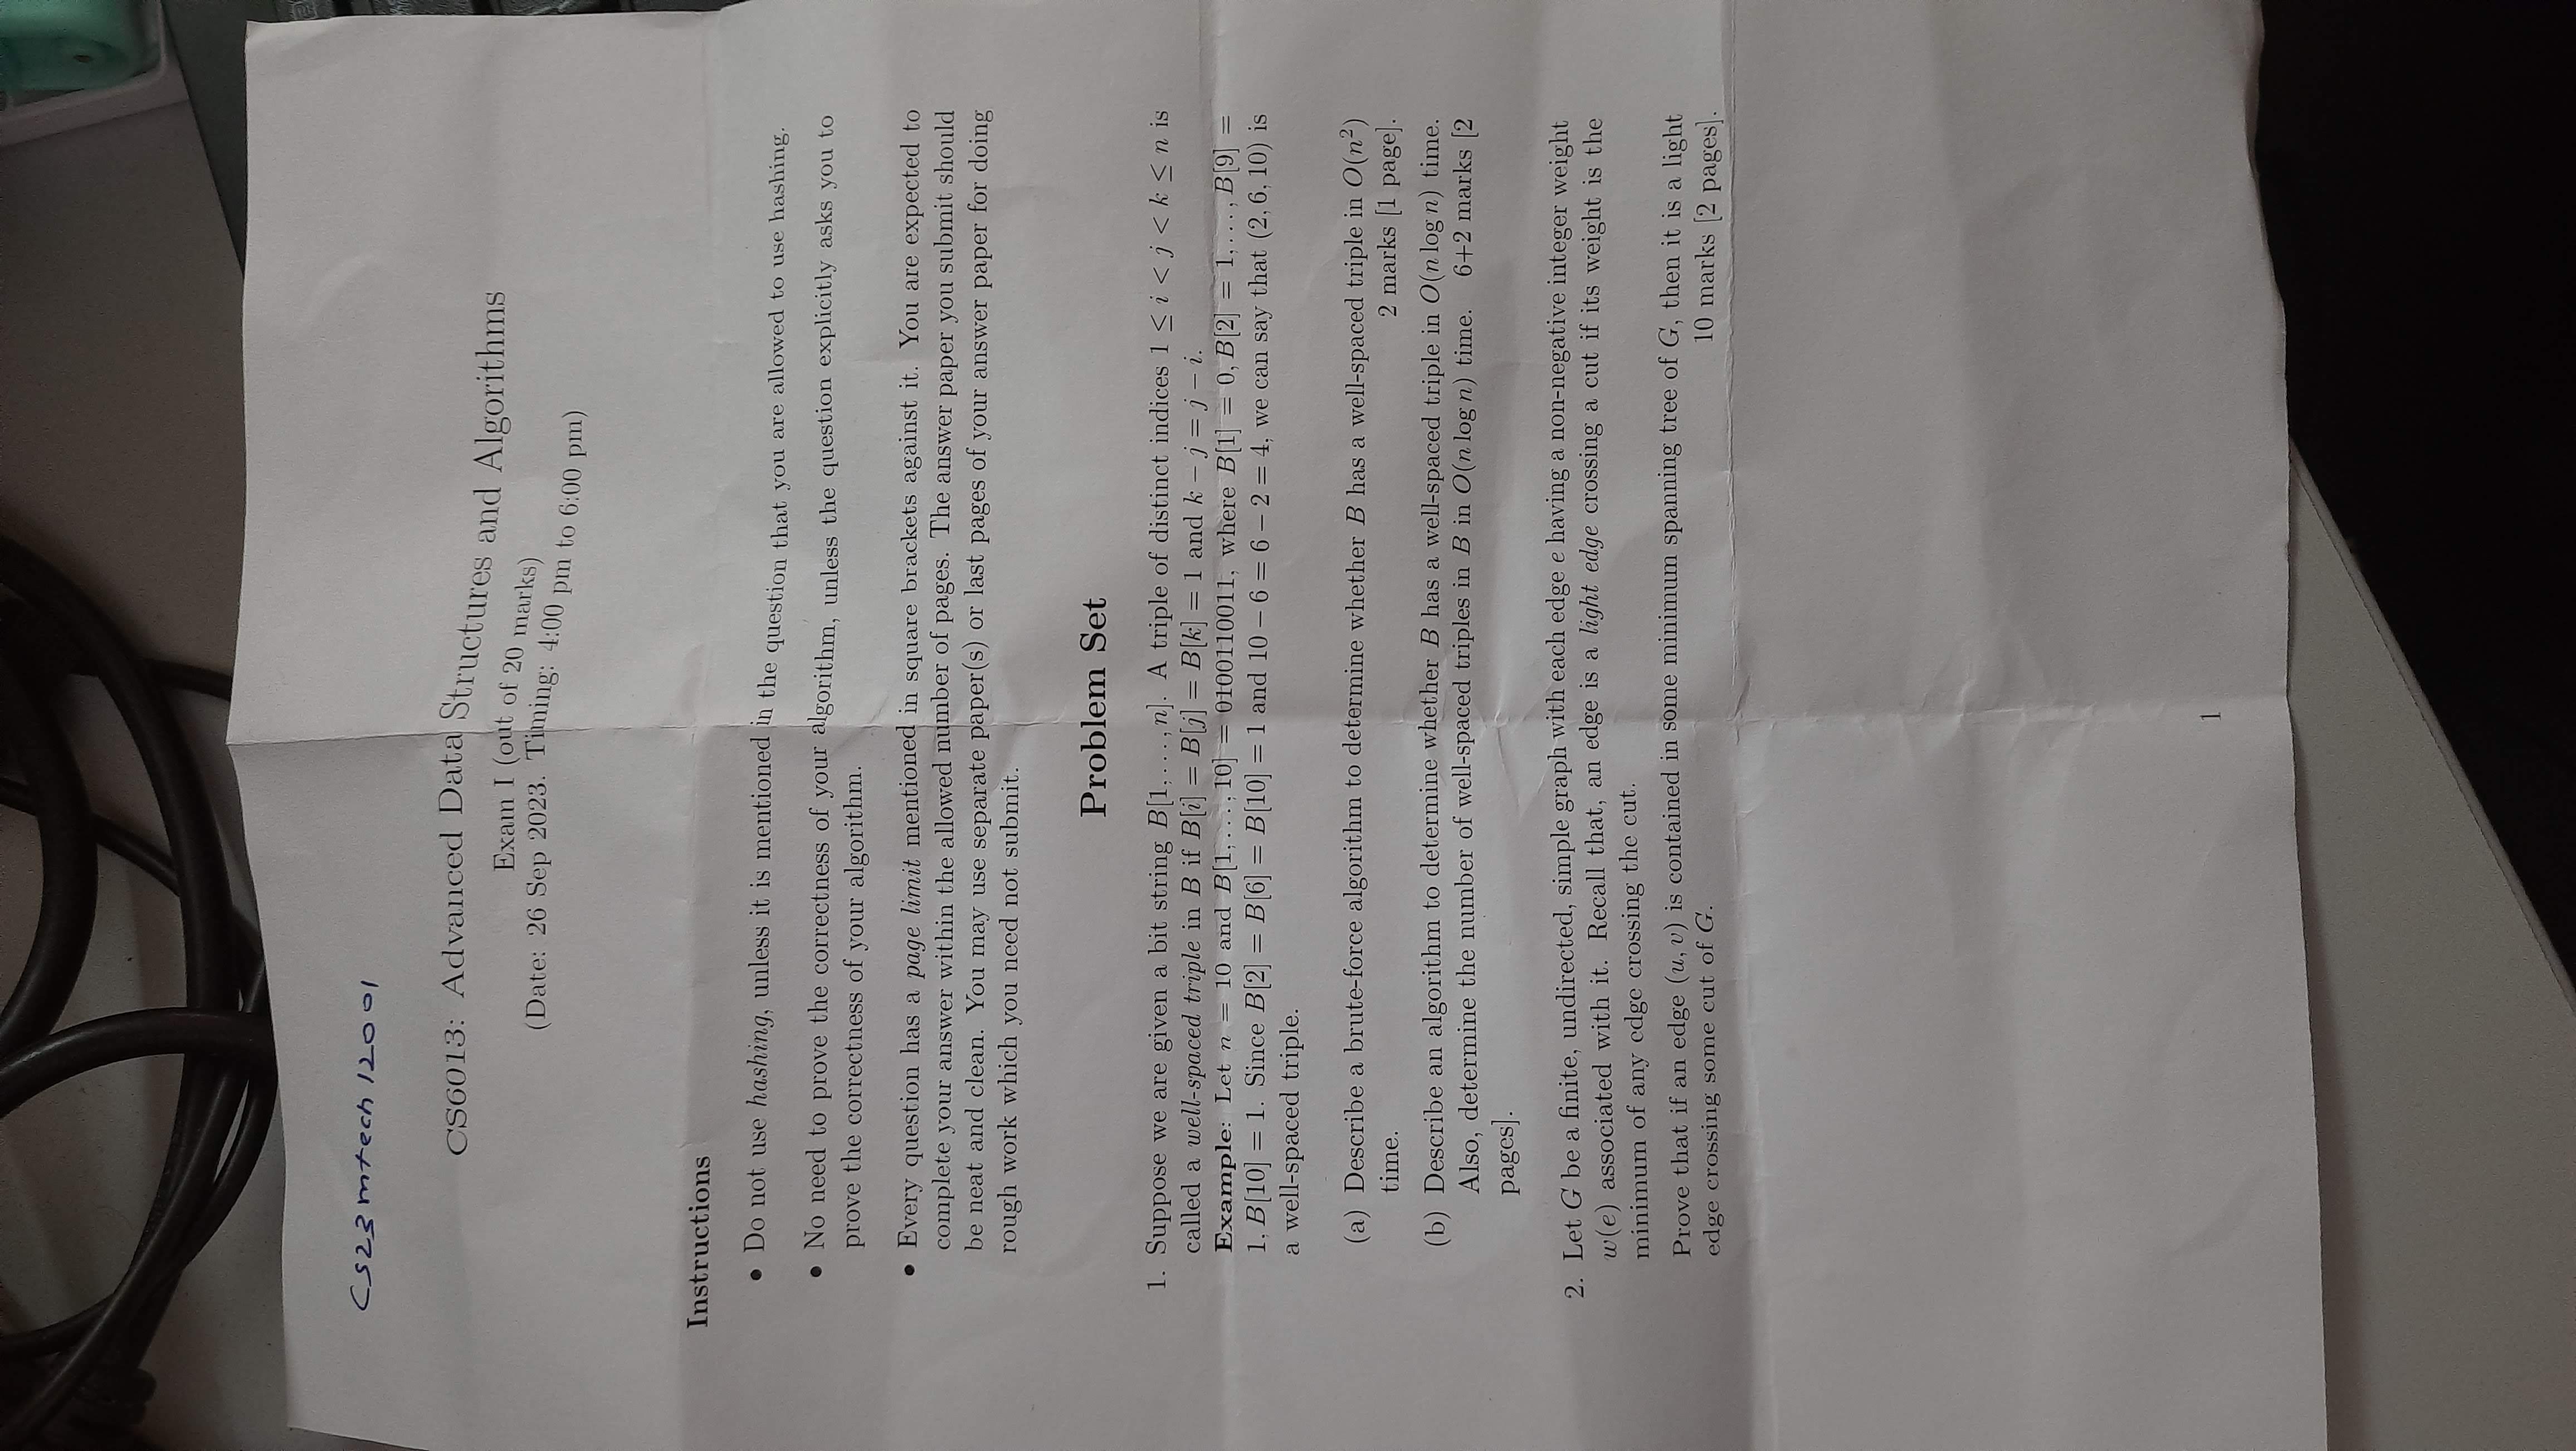 CS23mtech12001
CS6013: Advanced Data Structures and Algorithms
Exam I (out of 20 marks)
(Date: 26 Sep 2023. Timing: 4:00 pm to 6:00 pm)
Instructions
• Do not use hashing, unless it is mentioned in the question that you are allowed to use hashing.
• No need to prove the correctness of your algorithm, unless the question explicitly asks you to
prove the correctness of your algorithm.
• Every question has a page limit mentioned in square brackets against it. You are expected to
complete your answer within the allowed number of pages. The answer paper you submit should
be neat and clean. You may use separate paper(s) or last pages of your answer paper for doing
rough work which you need not submit.
Problem Set
1. Suppose we are given a bit string B[1, . . . , n]. A triple of distinct indices 1 ≤ i < j < k ≤ n is
called a well-spaced triple in B if B[i] = B[j] = B[k] = 1 and k − j = j − i.
Example: Let n = 10 and B[1, . . . , 10] = 0100110011, where B[1] = 0, B[2] = 1, . . . , B[9] =
1, B[10] = 1. Since B[2] = B[6] = B[10] = 1 and 10 − 6 = 6 − 2 = 4, we can say that (2, 6, 10) is
a well-spaced triple.
(a) Describe a brute-force algorithm to determine whether B has a well-spaced triple in O(n²)
time. 2 marks [1 page].
(b) Describe an algorithm to determine whether B has a well-spaced triple in O(n log n) time.
Also, determine the number of well-spaced triples in B in O(n log n) time. 6+2 marks [2
pages].
2. Let G be a finite, undirected, simple graph with each edge e having a non-negative integer weight
w(e) associated with it. Recall that, an edge is a light edge crossing a cut if its weight is the
minimum of any edge crossing the cut.
Prove that if an edge (u, v) is contained in some minimum spanning tree of G, then it is a light
edge crossing some cut of G. 10 marks [2 pages].
1